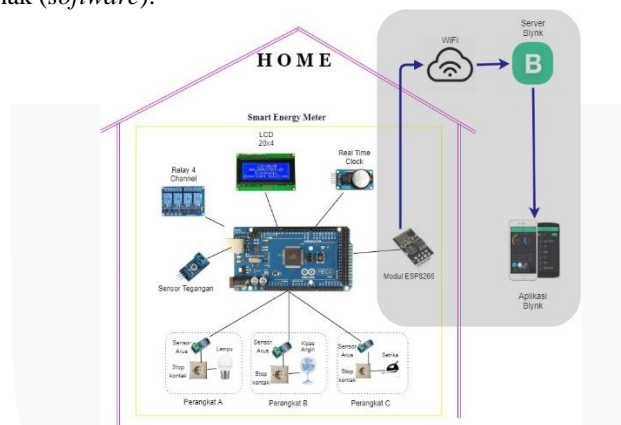 nak (software).
HOME
Smart Energy Meter
LCD
20x4
Relay 4
Channel
Real Time
Clock
Sensor Tegangan
Modul ESP8266
WiFi
Server
Blynk
B
Aplikasi
Blynk
Sensor
Arus
Lampu
Stop
kontak
Perangkat A
Sensor
Arus
Kipas
Angin
Stop
kontak
Perangkat B
Sensor
Arus
Setrika
Stop
kontak
Perangkat C